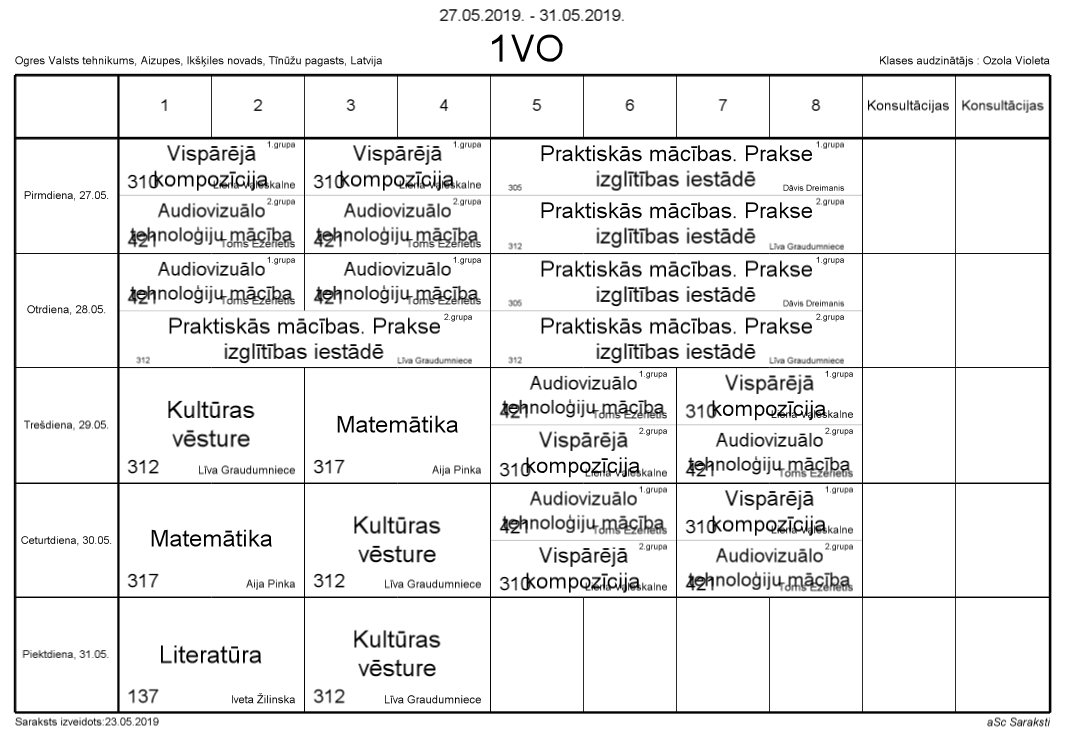 27.05.2019. - 31.05.2019.
1VO
Ogres Valsts tehnikums, Aizupes, Ikšķiles novads, Tīnūžu pagasts, Latvija
Klases audzinātājs : Ozola Violeta
1 2 3 4 5 6 7 8 Konsultācijas Konsultācijas
Pirmdiena, 27.05.
1.grupa
Vispārējā
kompozīcija
310 Liena Valeskalne
1.grupa
Vispārējā
kompozīcija
310 Liena Valeskalne
1.grupa
Praktiskās mācības. Prakse
izglītības iestādē
305 Dāvis Dreimanis
2.grupa
Audiovizuālo
tehnoloģiju mācība
421 Toms Ezerietis
2.grupa
Audiovizuālo
tehnoloģiju mācība
421 Toms Ezerietis
2.grupa
Praktiskās mācības. Prakse
izglītības iestādē
312 Līva Graudumniece
Otrdiena, 28.05.
1.grupa
Audiovizuālo
tehnoloģiju mācība
421 Toms Ezerietis
1.grupa
Audiovizuālo
tehnoloģiju mācība
421 Toms Ezerietis
1.grupa
Praktiskās mācības. Prakse
izglītības iestādē
305 Dāvis Dreimanis
2.grupa
Praktiskās mācības. Prakse
izglītības iestādē
312 Līva Graudumniece
2.grupa
Praktiskās mācības. Prakse
izglītības iestādē
312 Līva Graudumniece
Trešdiena, 29.05.
Kultūras
vēsture
312 Līva Graudumniece
Matemātika
317 Aija Pinka
1.grupa
Audiovizuālo
tehnoloģiju mācība
421 Toms Ezerietis
1.grupa
Vispārējā
kompozīcija
310 Liena Valeskalne
2.grupa
Vispārējā
kompozīcija
310 Liena Valeskalne
2.grupa
Audiovizuālo
tehnoloģiju mācība
421 Toms Ezerietis
Ceturtdiena, 30.05.
Matemātika
317 Aija Pinka
Kultūras
vēsture
312 Līva Graudumniece
1.grupa
Audiovizuālo
tehnoloģiju mācība
421 Toms Ezerietis
1.grupa
Vispārējā
kompozīcija
310 Liena Valeskalne
2.grupa
Vispārējā
kompozīcija
310 Liena Valeskalne
2.grupa
Audiovizuālo
tehnoloģiju mācība
421 Toms Ezerietis
Piektdiena, 31.05.
Literatūra
137 Iveta Žilinska
Kultūras
vēsture
312 Līva Graudumniece
Saraksts izveidots:23.05.2019
aSc Saraksti